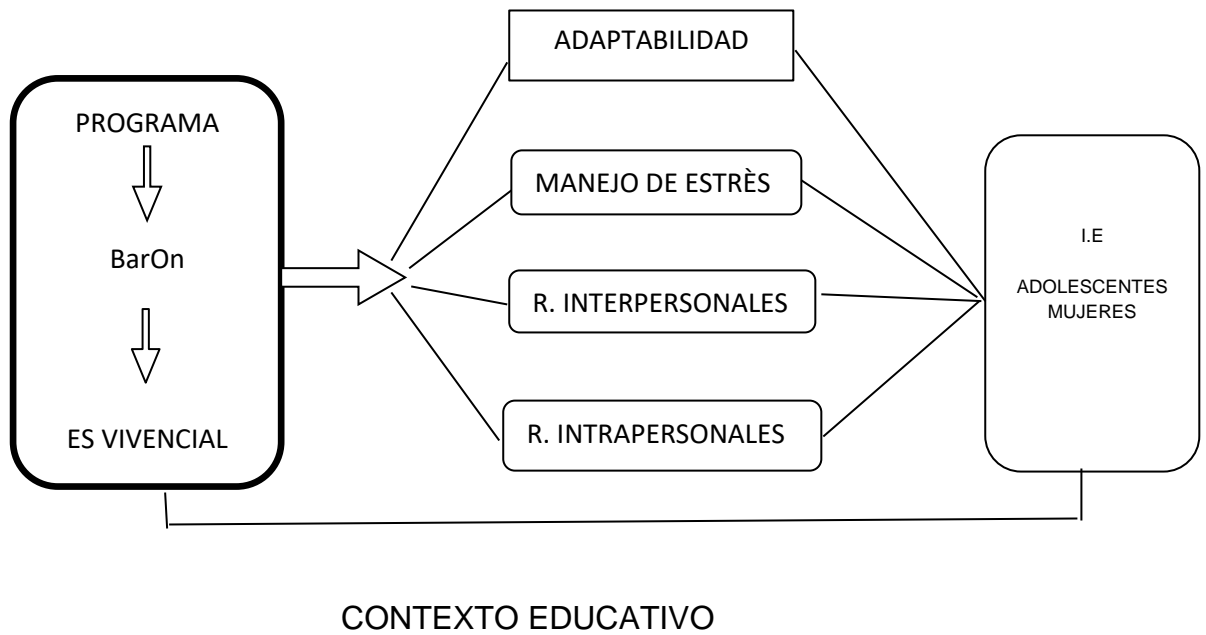 PROGRAMA
BarOn
ES VIVENCIAL
ADAPTABILIDAD
MANEJO DE ESTRÈS
R. INTERPERSONALES
R. INTRAPERSONALES
I.E
ADOLESCENTES
MUJERES
CONTEXTO EDUCATIVO